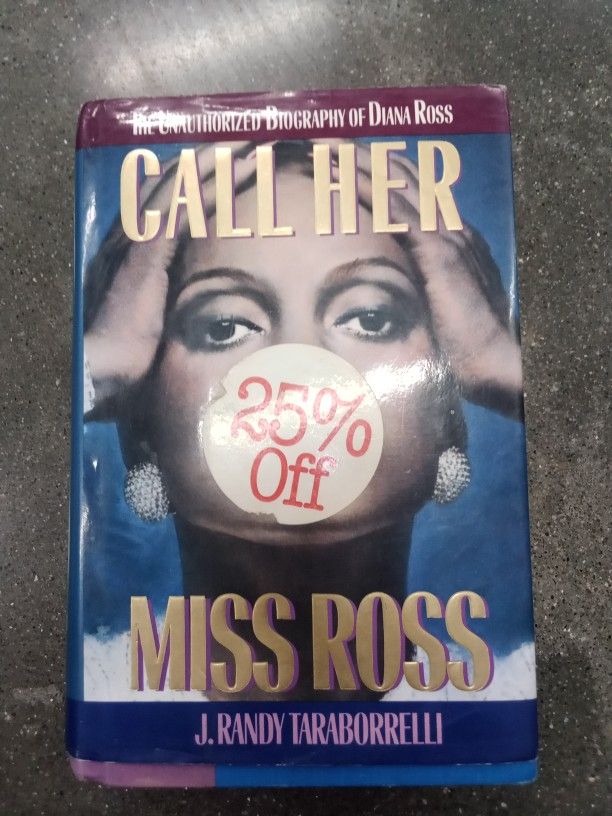 THE UNAUTHORIZED BIOGRAPHY OF DIANA ROSS
CALL HER
25%
Off
MISS ROSS
J. RANDY TARABORRELLI